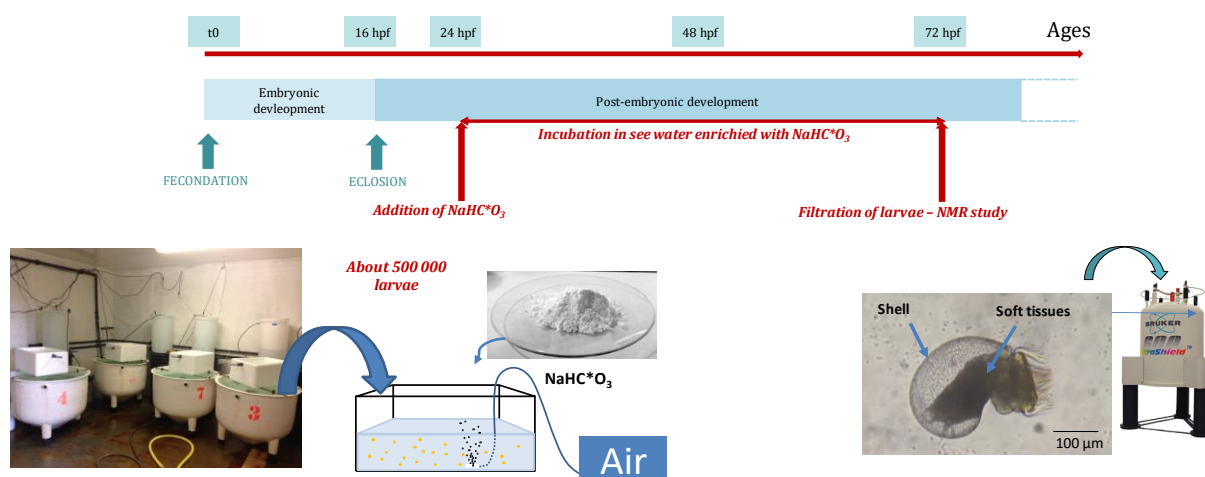 t0
16 hpf
24 hpf
48 hpf
72 hpf
Ages
Embryonic
devleopment
Post-embryonic development
Incubation in see water enrichied with NaHC*O₃
FECONDATION
ECLOSION
Addition of NaHC*O₃
Filtration of larvae – NMR study
About 500 000
larvae
4
7
3
NaHC*O₃
Air
Shell
Soft tissues
100 µm
BRUKER